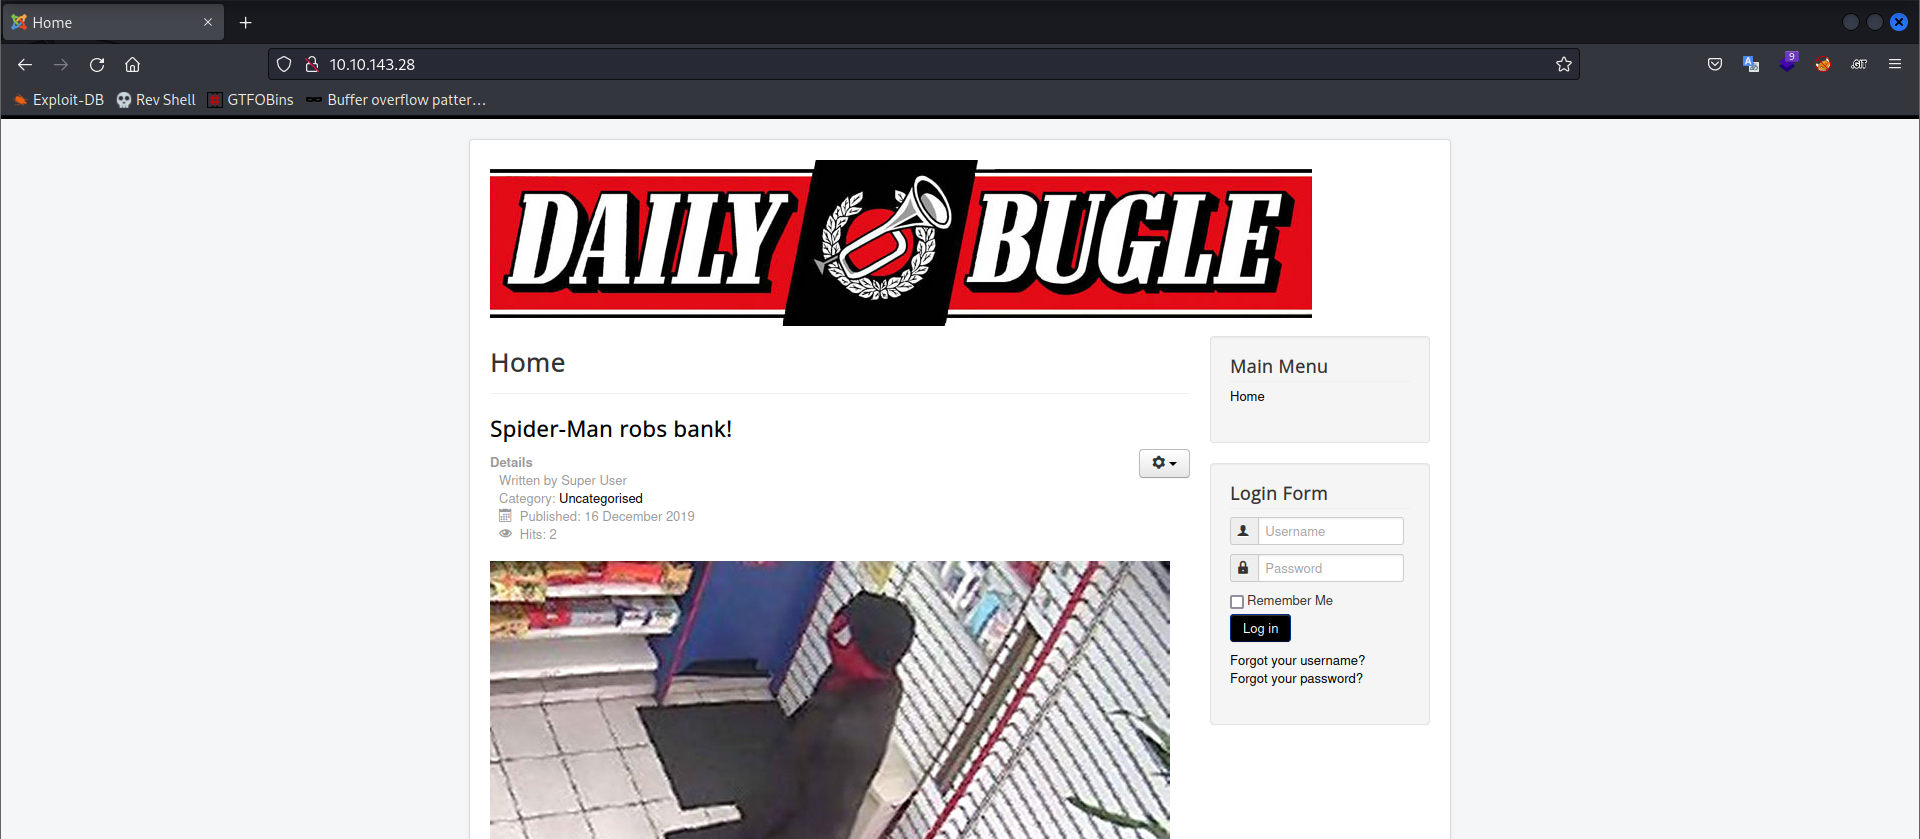 Home
10.10.143.28
9
.GIT
Exploit-DB Rev Shell GTFOBins Buffer overflow patter…
DAILY BUGLE
Home
Spider-Man robs bank!
Details
Written by Super User
Category: Uncategorised
Published: 16 December 2019
Hits: 2
Main Menu
Home
Login Form
Username
Password
Remember Me
Log in
Forgot your username?
Forgot your password?